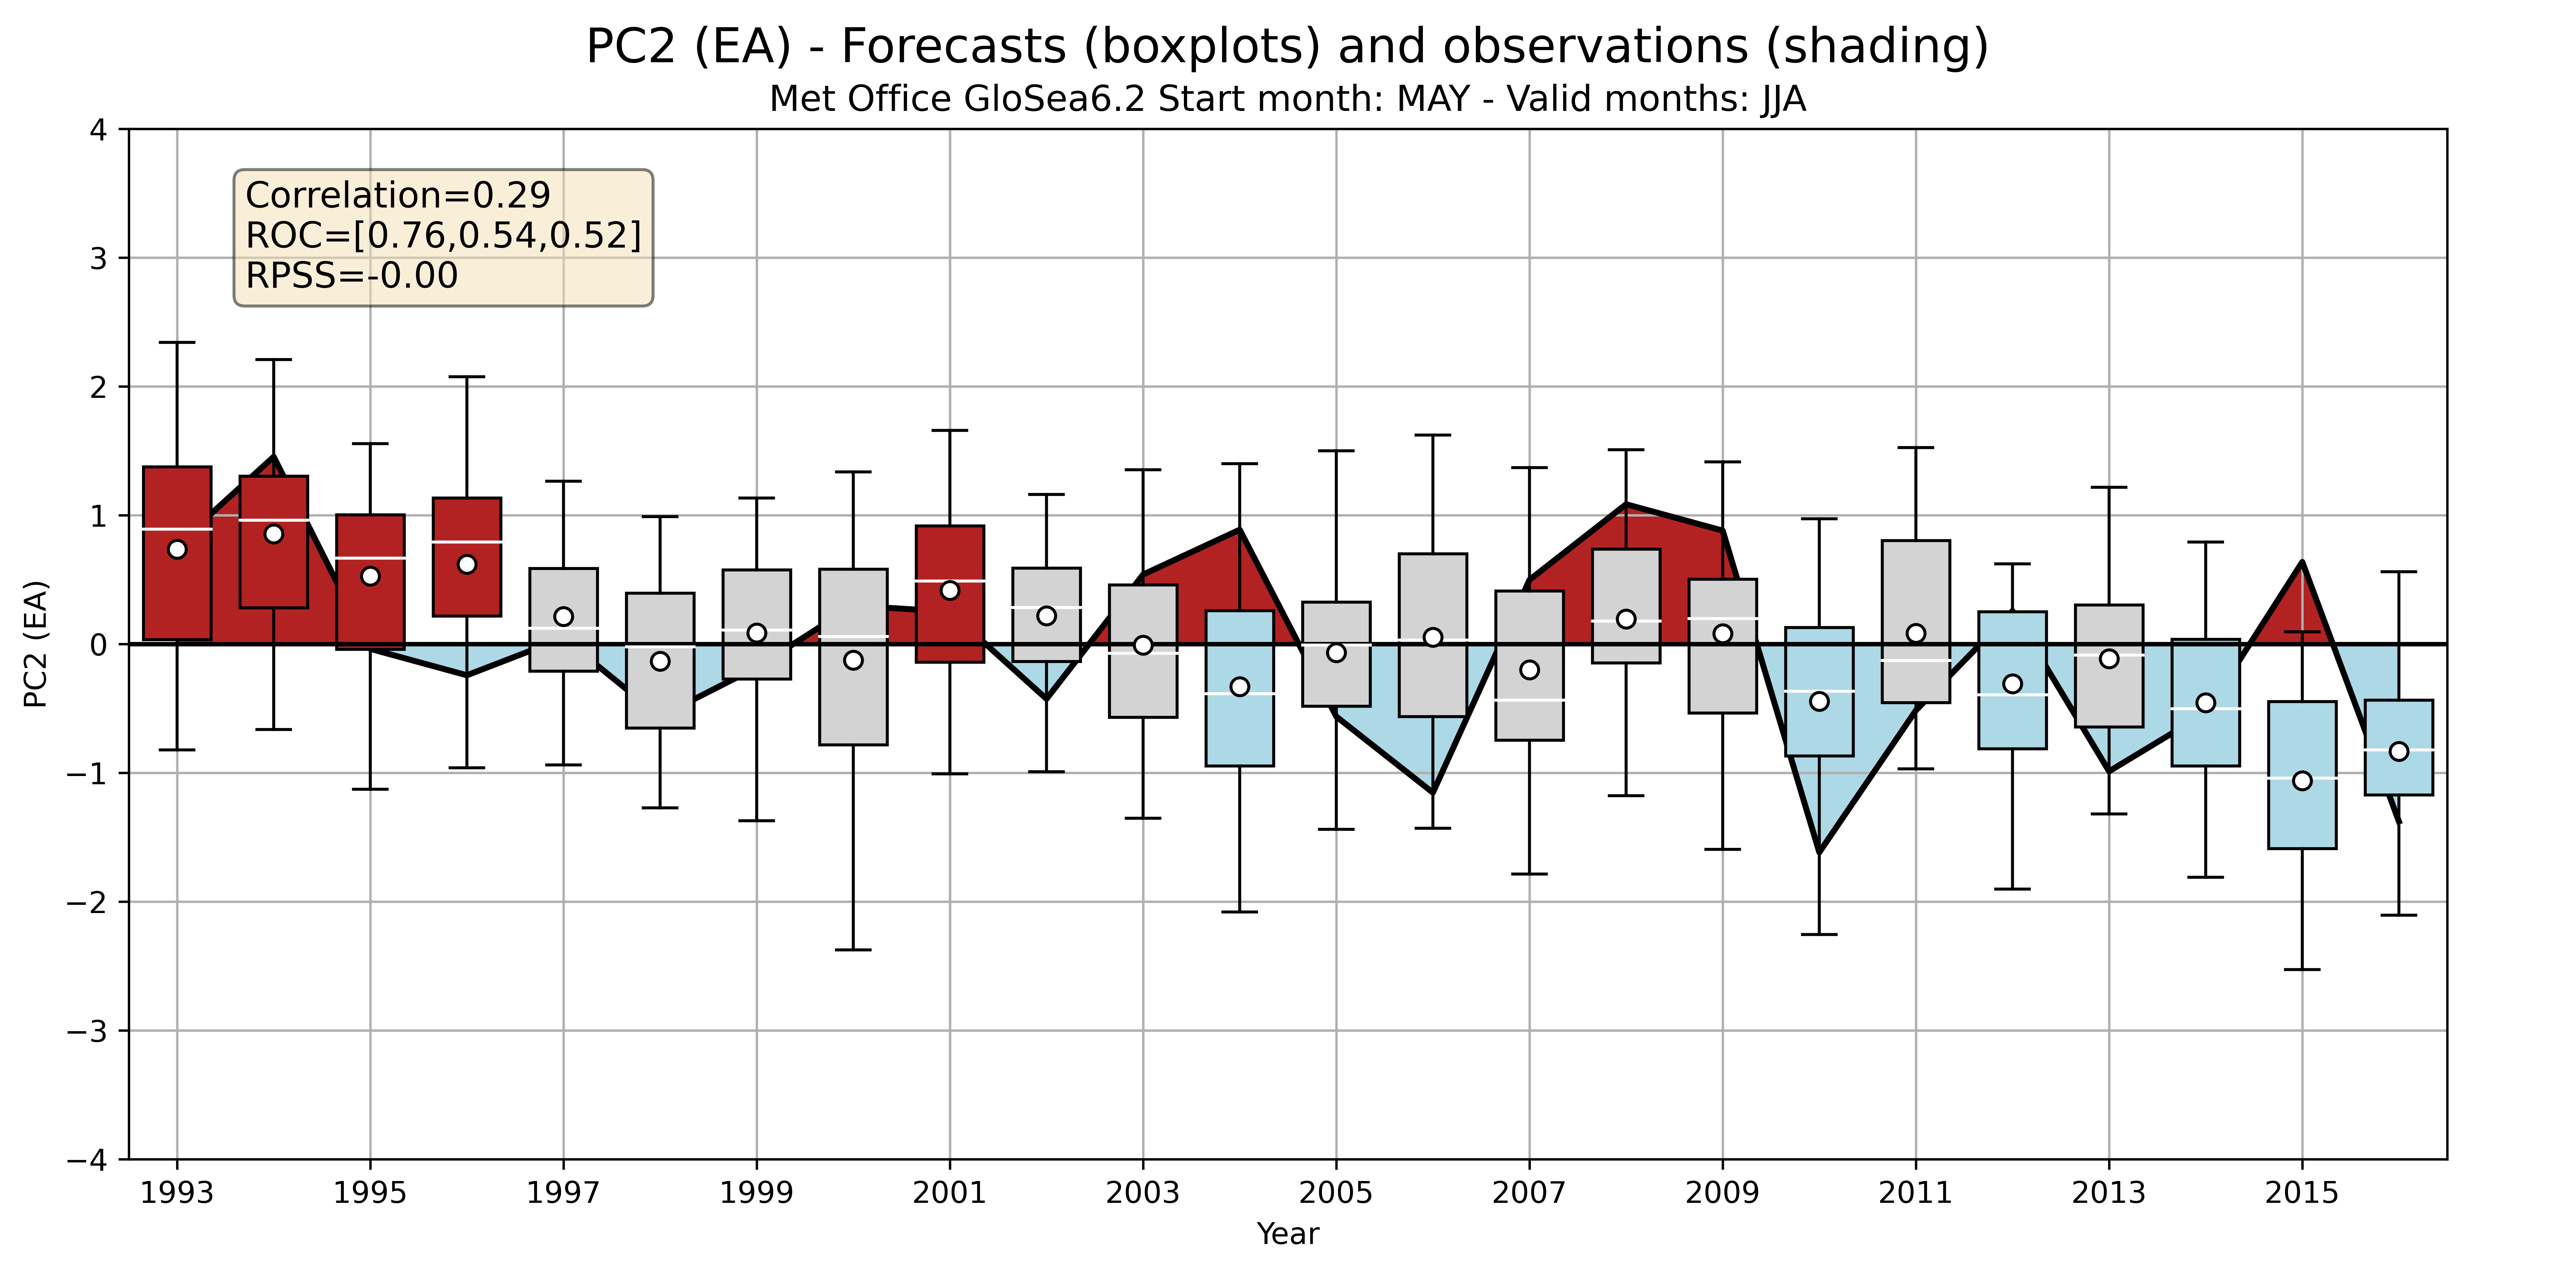 PC2 (EA) - Forecasts (boxplots) and observations (shading)
Met Office GloSea6.2 Start month: MAY - Valid months: JJA
Correlation=0.29
ROC=[0.76,0.54,0.52]
RPSS=-0.00
PC2 (EA)
4
3
2
1
0
−1
−2
−3
−4
1993 1995 1997 1999 2001 2003 2005 2007 2009 2011 2013 2015
Year